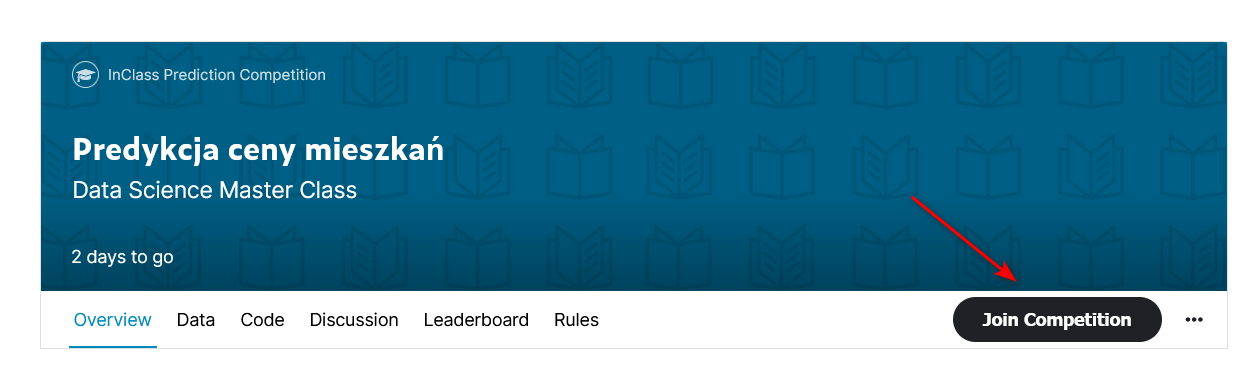 InClass Prediction Competition
Predykcja ceny mieszkań
Data Science Master Class
2 days to go
Overview Data Code Discussion Leaderboard Rules Join Competition •••